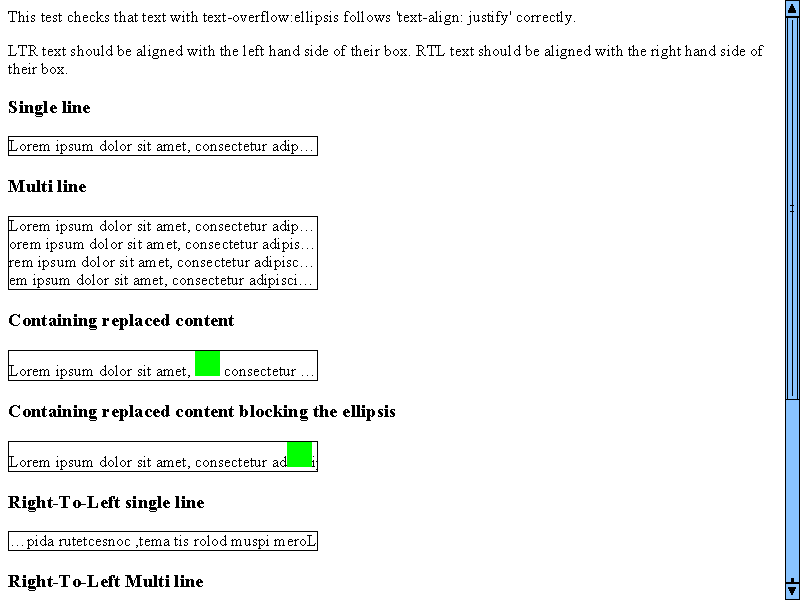 This test checks that text with text-overflow:ellipsis follows 'text-align: justify' correctly.
LTR text should be aligned with the left hand side of their box. RTL text should be aligned with the right hand side of
their box.
Single line
Lorem ipsum dolor sit amet, consectetur adip…
Multi line
Lorem ipsum dolor sit amet, consectetur adip…
orem ipsum dolor sit amet, consectetur adipis…
rem ipsum dolor sit amet, consectetur adipisc…
em ipsum dolor sit amet, consectetur adipisci…
Containing replaced content
Lorem ipsum dolor sit amet, consectetur …
Containing replaced content blocking the ellipsis
Lorem ipsum dolor sit amet, consectetur ad
Right-To-Left single line
…pida rutetcesnoc ,tema tis rolod muspi meroL
Right-To-Left Multi line